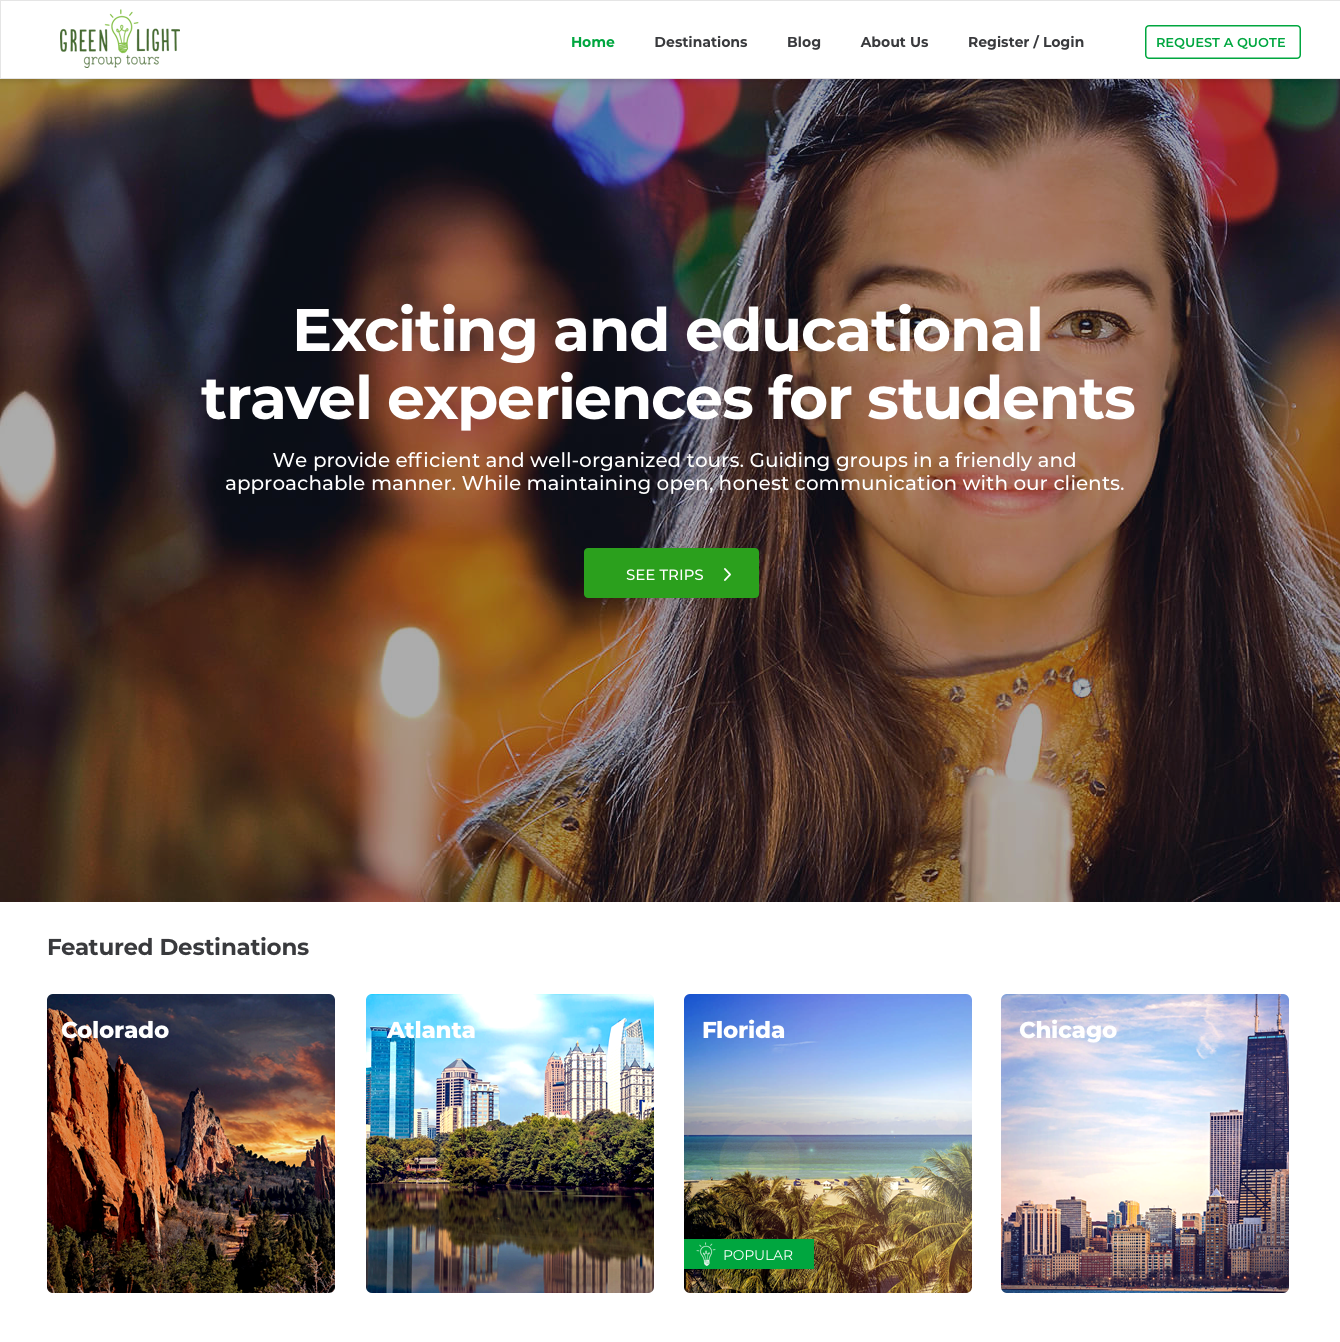 GREEN LIGHT
group tours
Home
Destinations
Blog
About Us
Register / Login
REQUEST A QUOTE
Exciting and educational
travel experiences for students
We provide efficient and well-organized tours. Guiding groups in a friendly and
approachable manner. While maintaining open, honest communication with our clients.
SEE TRIPS
Featured Destinations
Colorado
Atlanta
Florida
Chicago
POPULAR